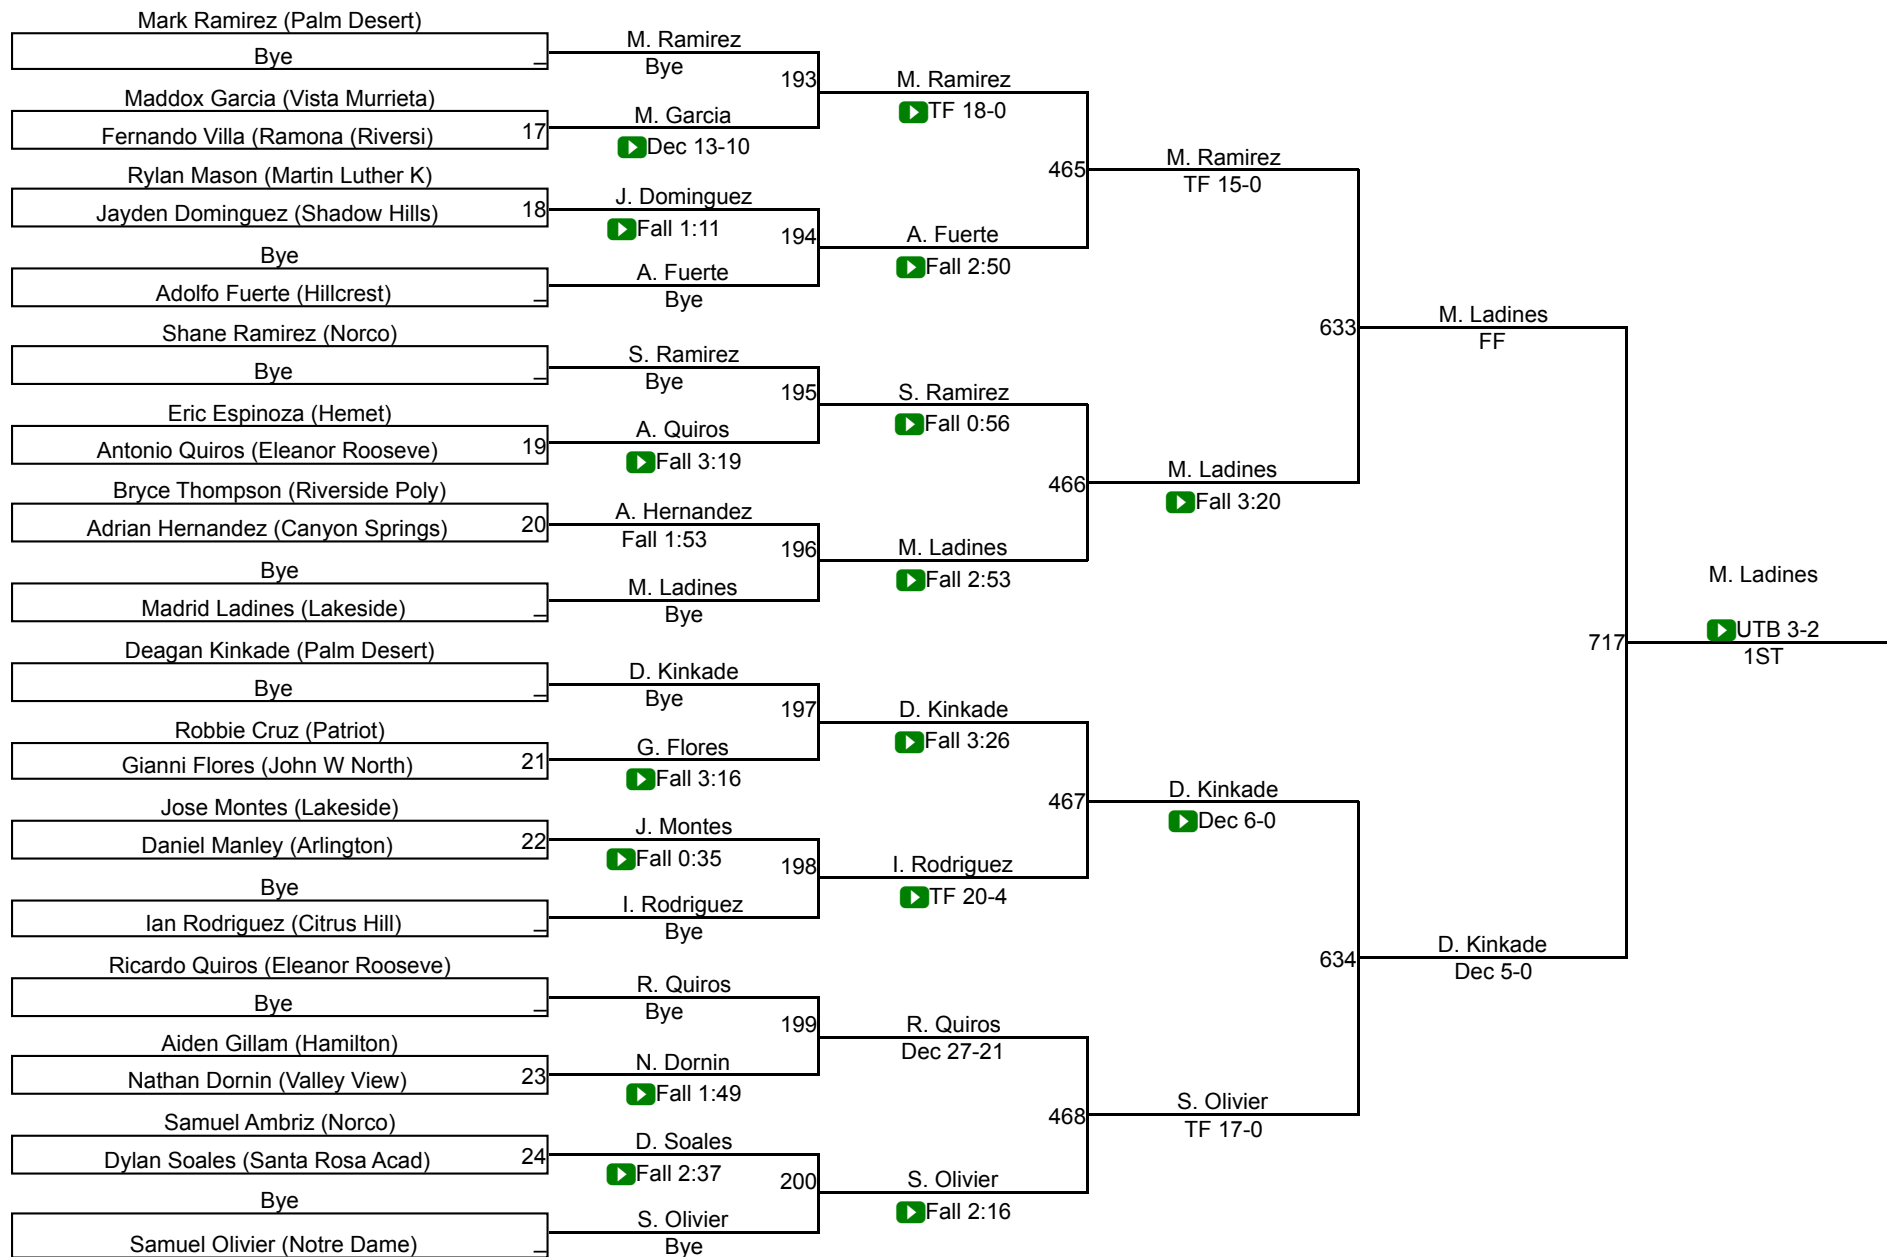 Mark Ramirez (Palm Desert)
Bye
Maddox Garcia (Vista Murrieta)
Fernando Villa (Ramona (Riversi) 17
Rylan Mason (Martin Luther K)
Jayden Dominguez (Shadow Hills) 18
Bye
Adolfo Fuerte (Hillcrest)
Shane Ramirez (Norco)
Bye
Eric Espinoza (Hemet)
Antonio Quiros (Eleanor Rooseve) 19
Bryce Thompson (Riverside Poly)
Adrian Hernandez (Canyon Springs) 20
Bye
Madrid Ladines (Lakeside)
Deagan Kinkade (Palm Desert)
Bye
Robbie Cruz (Patriot)
Gianni Flores (John W North) 21
Jose Montes (Lakeside)
Daniel Manley (Arlington) 22
Bye
Ian Rodriguez (Citrus Hill)
Ricardo Quiros (Eleanor Rooseve)
Bye
Aiden Gillam (Hamilton)
Nathan Dornin (Valley View) 23
Samuel Ambriz (Norco)
Dylan Soales (Santa Rosa Acad) 24
Bye
Samuel Olivier (Notre Dame)
M. Ramirez
Bye
193
M. Garcia
Dec 13-10
J. Dominguez
Fall 1:11
194
A. Fuerte
Bye
S. Ramirez
Bye
195
A. Quiros
Fall 3:19
A. Hernandez
Fall 1:53
196
M. Ladines
Bye
D. Kinkade
Bye
197
G. Flores
Fall 3:16
J. Montes
Fall 0:35
198
I. Rodriguez
Bye
R. Quiros
Bye
199
N. Dornin
Fall 1:49
D. Soales
Fall 2:37
200
S. Olivier
Bye
M. Ramirez
TF 18-0
465
A. Fuerte
Fall 2:50
S. Ramirez
Fall 0:56
466
M. Ladines
Fall 2:53
D. Kinkade
Fall 3:26
467
I. Rodriguez
TF 20-4
R. Quiros
Dec 27-21
468
S. Olivier
Fall 2:16
M. Ramirez
TF 15-0
633
M. Ladines
Fall 3:20
D. Kinkade
Dec 6-0
634
S. Olivier
TF 17-0
M. Ladines
FF
717
D. Kinkade
Dec 5-0
M. Ladines
UTB 3-2
1ST